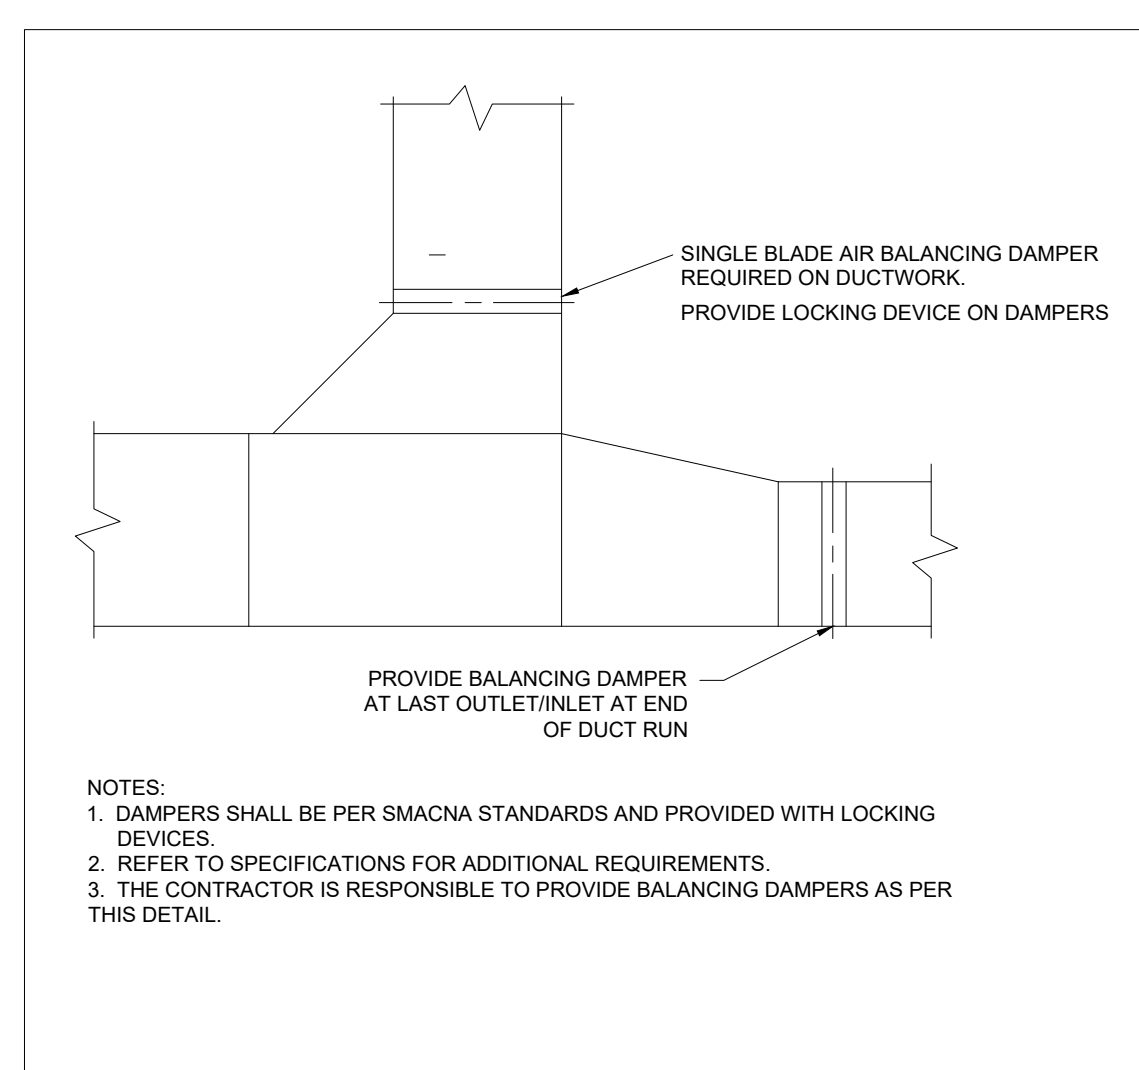 SINGLE BLADE AIR BALANCING DAMPER
REQUIRED ON DUCTWORK.
PROVIDE LOCKING DEVICE ON DAMPERS
PROVIDE BALANCING DAMPER
AT LAST OUTLET/INLET AT END
OF DUCT RUN
NOTES:
1. DAMPERS SHALL BE PER SMACNA STANDARDS AND PROVIDED WITH LOCKING
DEVICES.
2. REFER TO SPECIFICATIONS FOR ADDITIONAL REQUIREMENTS.
3. THE CONTRACTOR IS RESPONSIBLE TO PROVIDE BALANCING DAMPERS AS PER
THIS DETAIL.